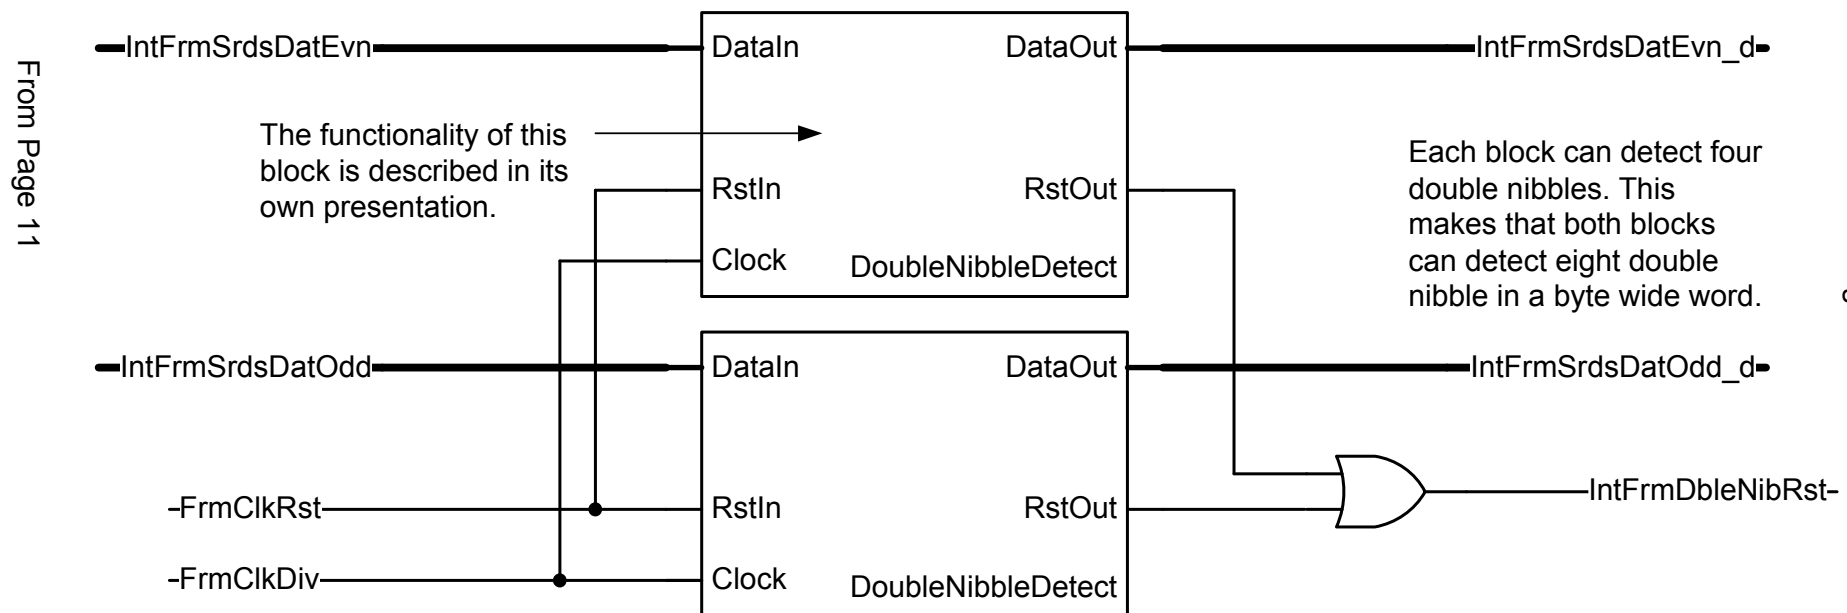 From Page 11
IntFrmSrdsDatEvn
DataIn
DataOut
IntFrmSrdsDatEvn_d
The functionality of this
block is described in its
own presentation.
RstIn
RstOut
Clock
DoubleNibbleDetect
Each block can detect four
double nibbles. This
makes that both blocks
can detect eight double
nibble in a byte wide word.
IntFrmSrdsDatOdd
DataIn
DataOut
IntFrmSrdsDatOdd_d
FrmClkRst
RstIn
RstOut
IntFrmDbleNibRst
FrmClkDiv
Clock
DoubleNibbleDetect